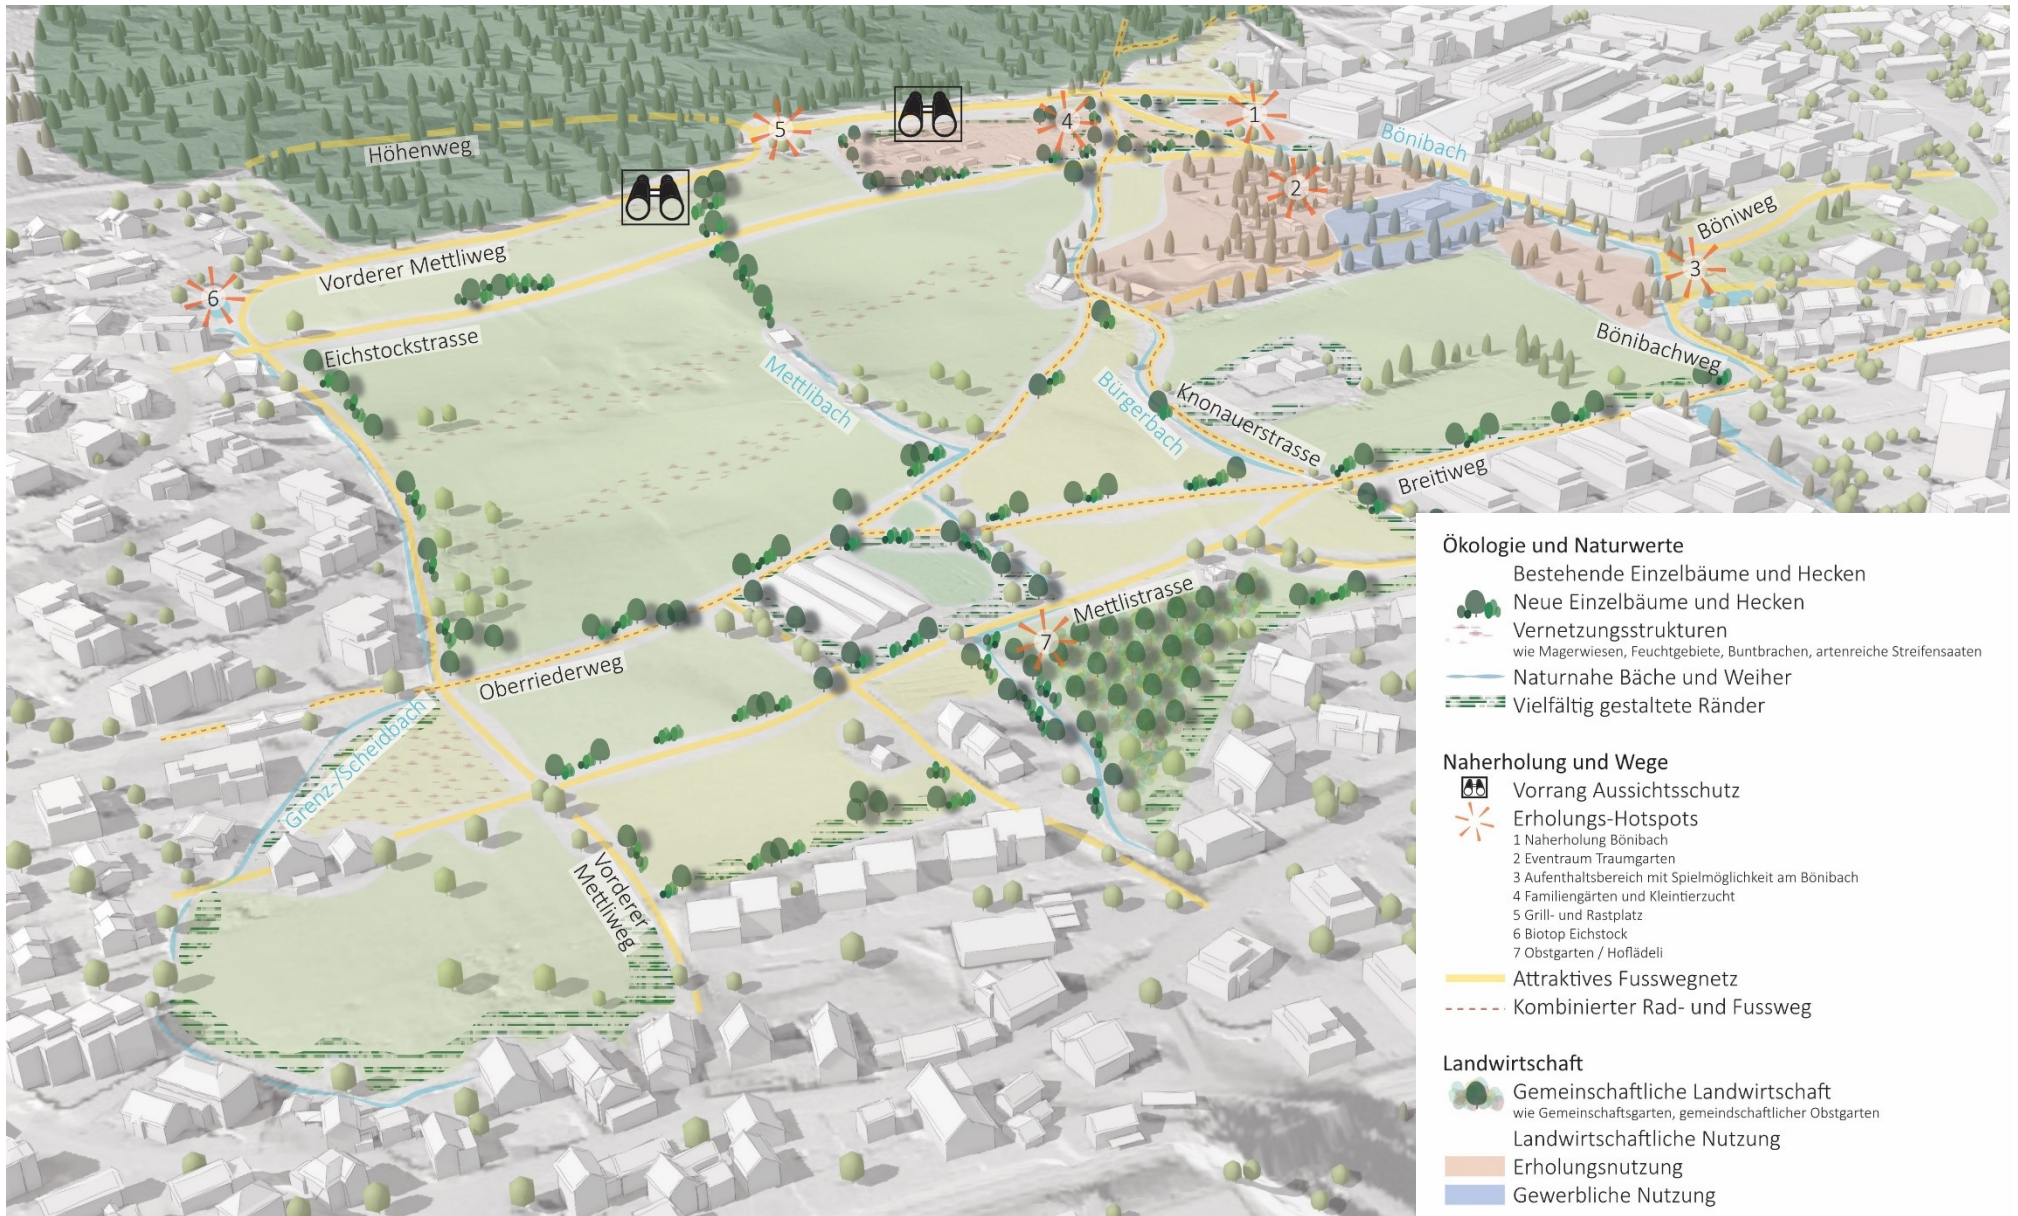 5
4
1
Bönibach
Höhenweg
2
Böniweg
Vorderer Mettliweg
3
6
Eichstockstrasse
Bönibachweg
Mettlibach
Bürgerbach
Knonauerstrasse
Breitiweg
Mettlistrasse
7
Oberriederweg
Grenz-/Scheidbach
Vorderer
Mettliweg
Ökologie und Naturwerte
Bestehende Einzelbäume und Hecken
Neue Einzelbäume und Hecken
Vernetzungsstrukturen
wie Magerwiesen, Feuchtgebiete, Buntbrachen, artenreiche Streifensaaten
Naturnahe Bäche und Weiher
Vielfältig gestaltete Ränder
Naherholung und Wege
Vorrang Aussichtsschutz
Erholungs-Hotspots
1 Naherholung Bönibach
2 Eventraum Traumgarten
3 Aufenthaltsbereich mit Spielmöglichkeit am Bönibach
4 Familiengärten und Kleintierzucht
5 Grill- und Rastplatz
6 Biotop Eichstock
7 Obstgarten / Hoflädeli
Attraktives Fusswegnetz
Kombinierter Rad- und Fussweg
Landwirtschaft
Gemeinschaftliche Landwirtschaft
wie Gemeinschaftsgarten, gemeindschaftlicher Obstgarten
Landwirtschaftliche Nutzung
Erholungsnutzung
Gewerbliche Nutzung